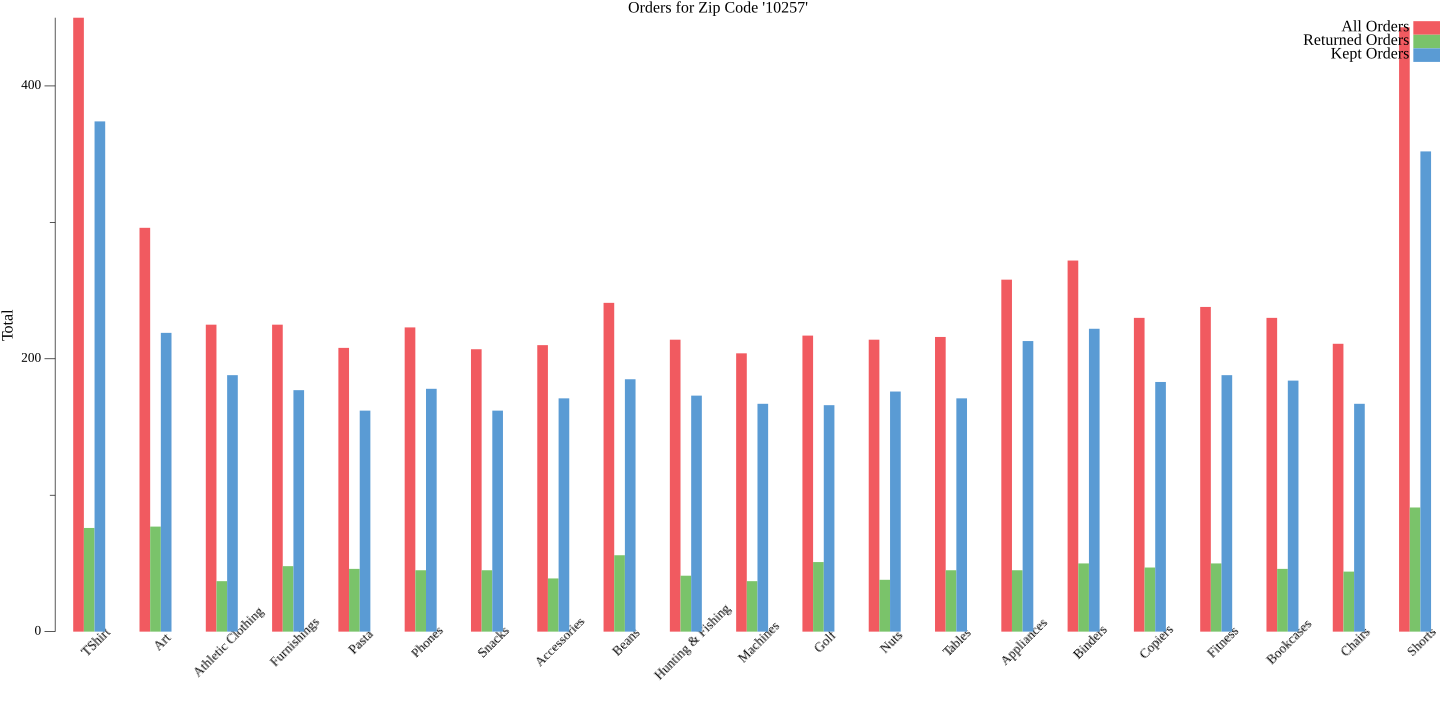 Orders for Zip Code '10257'
All Orders
Returned Orders
Kept Orders
400
200
0
Total
TShirt
Art
Athletic Clothing
Furnishings
Pasta
Phones
Snacks
Accessories
Beans
Hunting & Fishing
Machines
Golf
Nuts
Tables
Appliances
Binders
Copiers
Fitness
Bookcases
Chairs
Shorts